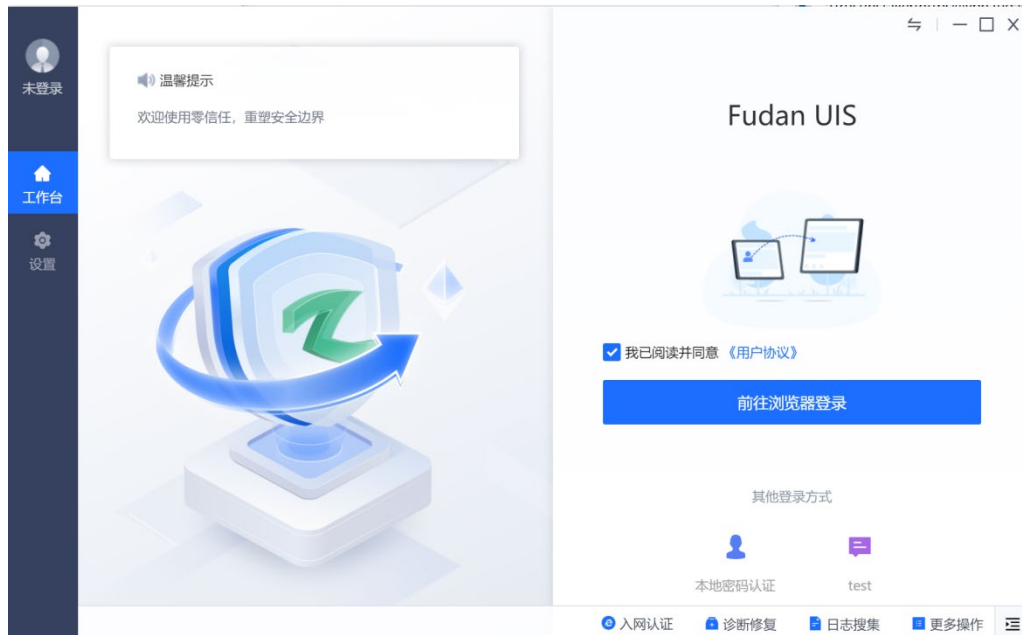 未登录
工作台
设置
温馨提示
欢迎使用零信任，重塑安全边界
Fudan UIS
我已阅读并同意《用户协议》
前往浏览器登录
其他登录方式
本地密码认证
test
入网认证
诊断修复
日志搜集
更多操作